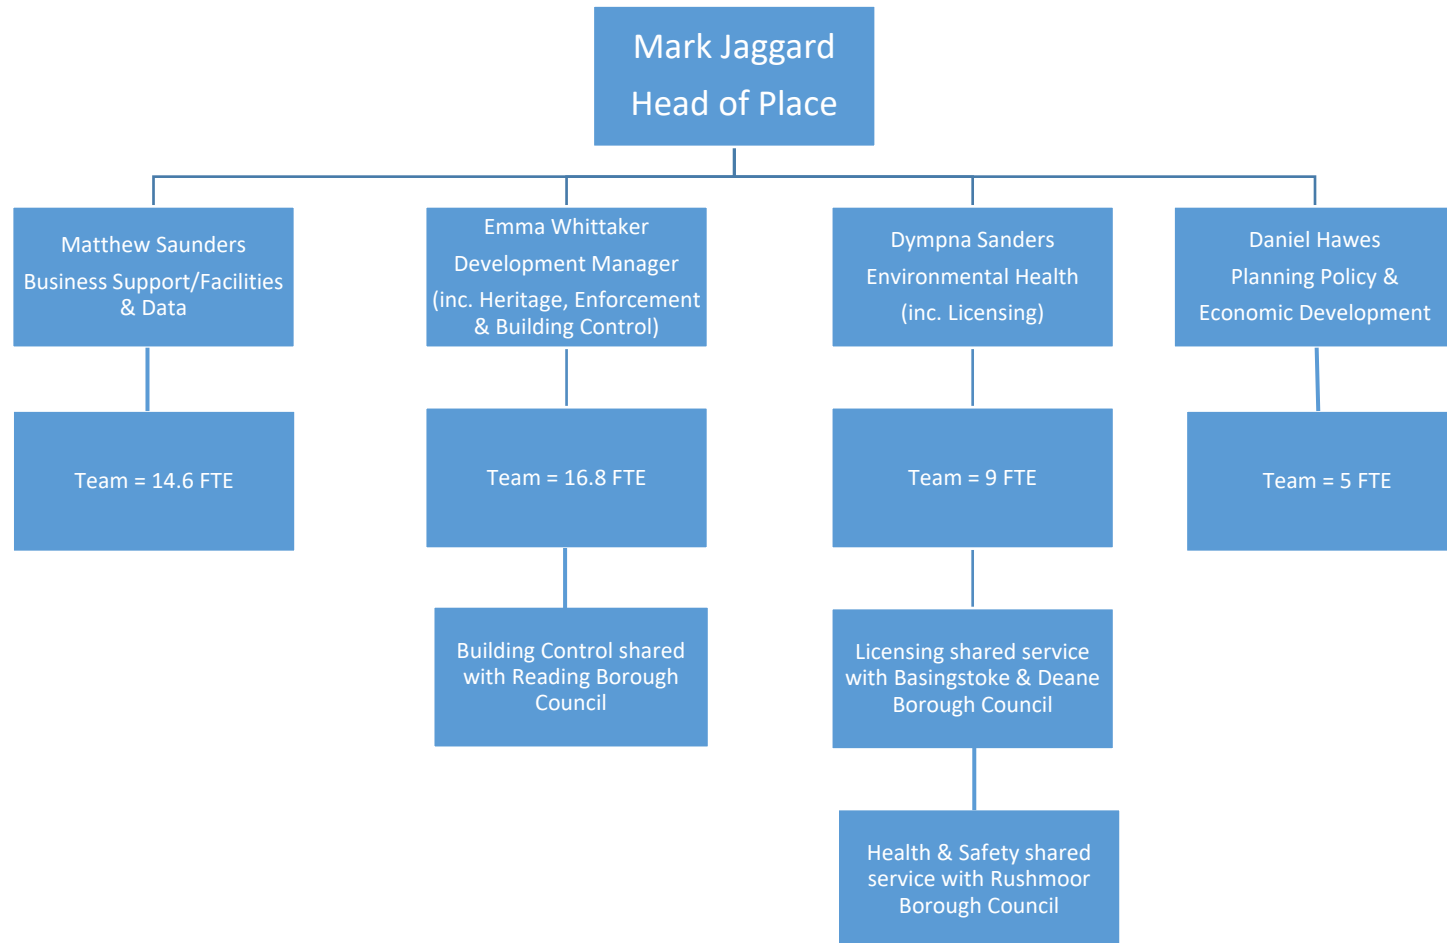 Mark Jaggard
Head of Place
Matthew Saunders
Business Support/Facilities
& Data
Emma Whittaker
Development Manager
(inc. Heritage, Enforcement
& Building Control)
Dympna Sanders
Environmental Health
(inc. Licensing)
Daniel Hawes
Planning Policy &
Economic Development
Team = 14.6 FTE
Team = 16.8 FTE
Team = 9 FTE
Team = 5 FTE
Building Control shared
with Reading Borough
Council
Licensing shared service
with Basingstoke & Deane
Borough Council
Health & Safety shared
service with Rushmoor
Borough Council